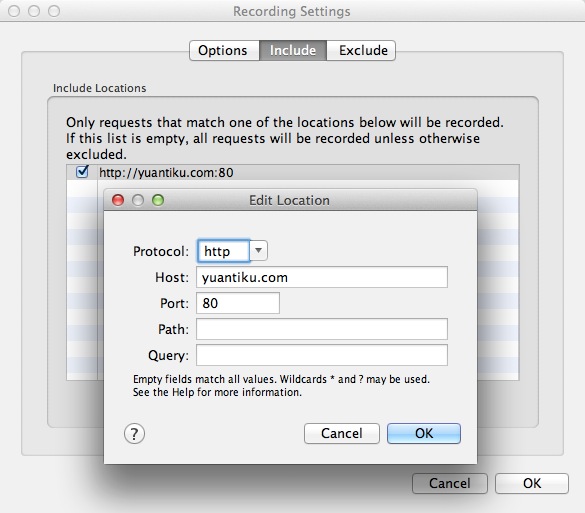 Recording Settings
Options Include Exclude
Include Locations
Only requests that match one of the locations below will be recorded.
If this list is empty, all requests will be recorded unless otherwise
excluded.
http://yuantiku.com:80
Edit Location
Protocol: http
Host: yuantiku.com
Port: 80
Path:
Query:
Empty fields match all values. Wildcards * and ? may be used.
See the Help for more information.
? Cancel OK
Cancel OK